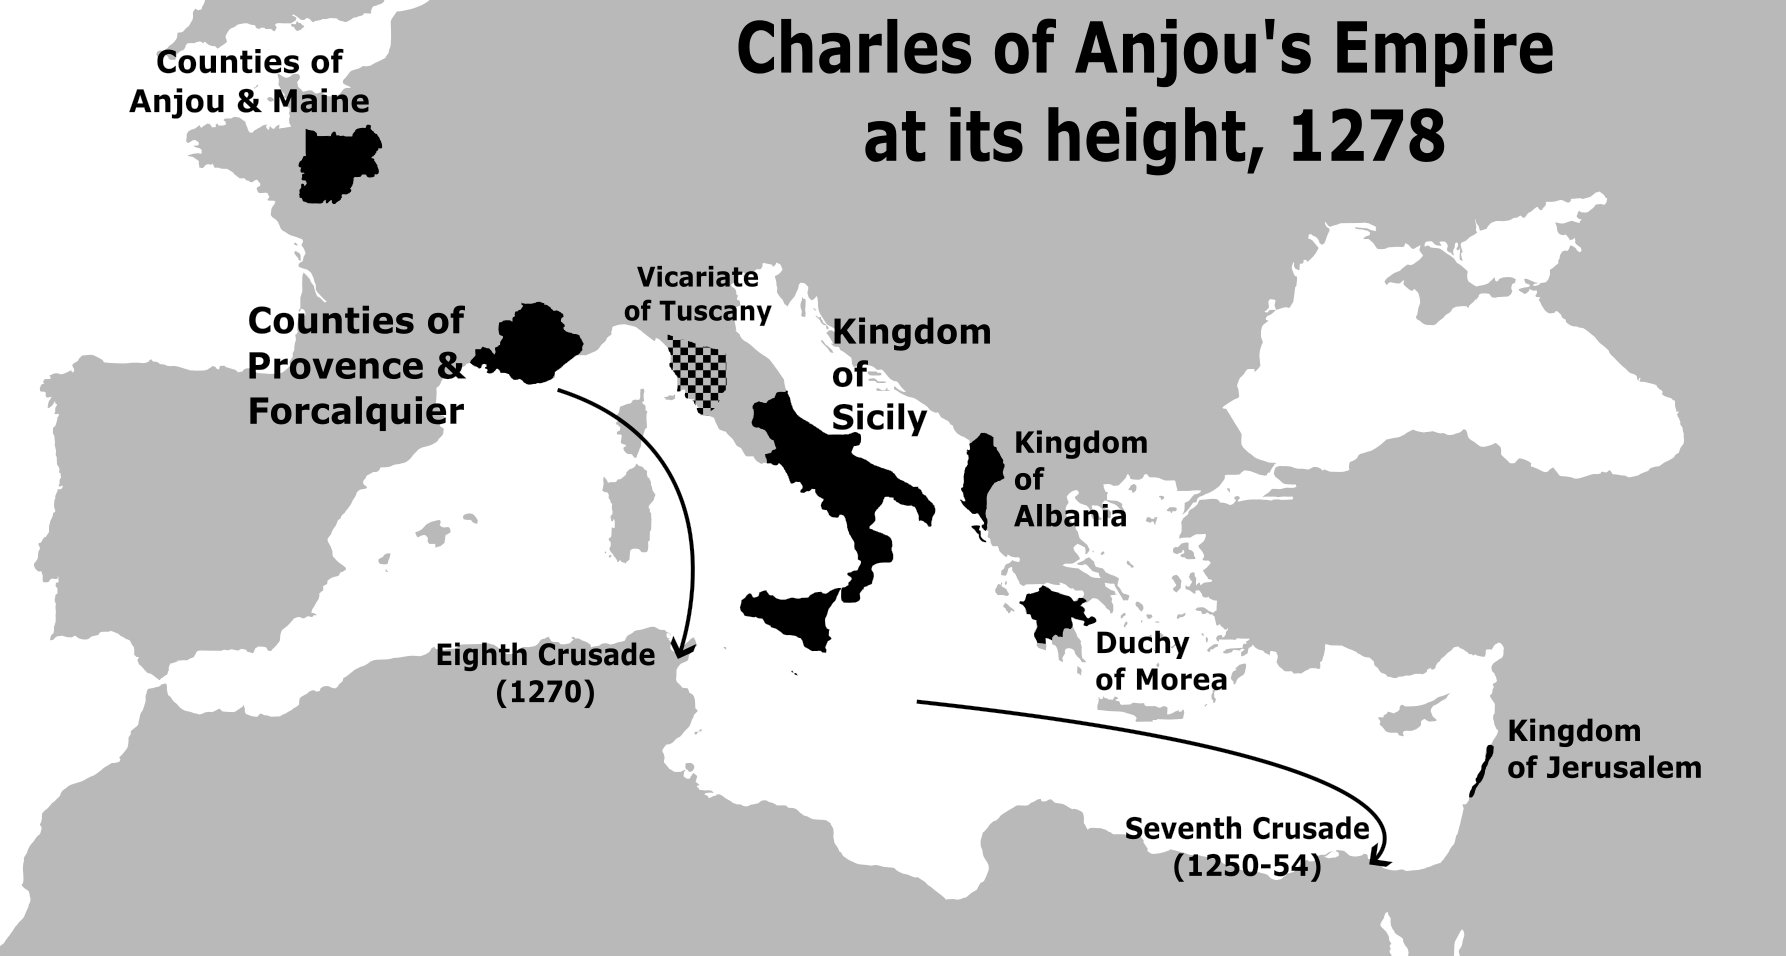 Charles of Anjou's Empire
at its height, 1278
Counties of
Anjou & Maine
Vicariate
of Tuscany
Counties of
Provence &
Forcalquier
Kingdom
of
Sicily
Kingdom
of
Albania
Eighth Crusade
(1270)
Duchy
of Morea
Kingdom
of Jerusalem
Seventh Crusade
(1250-54)